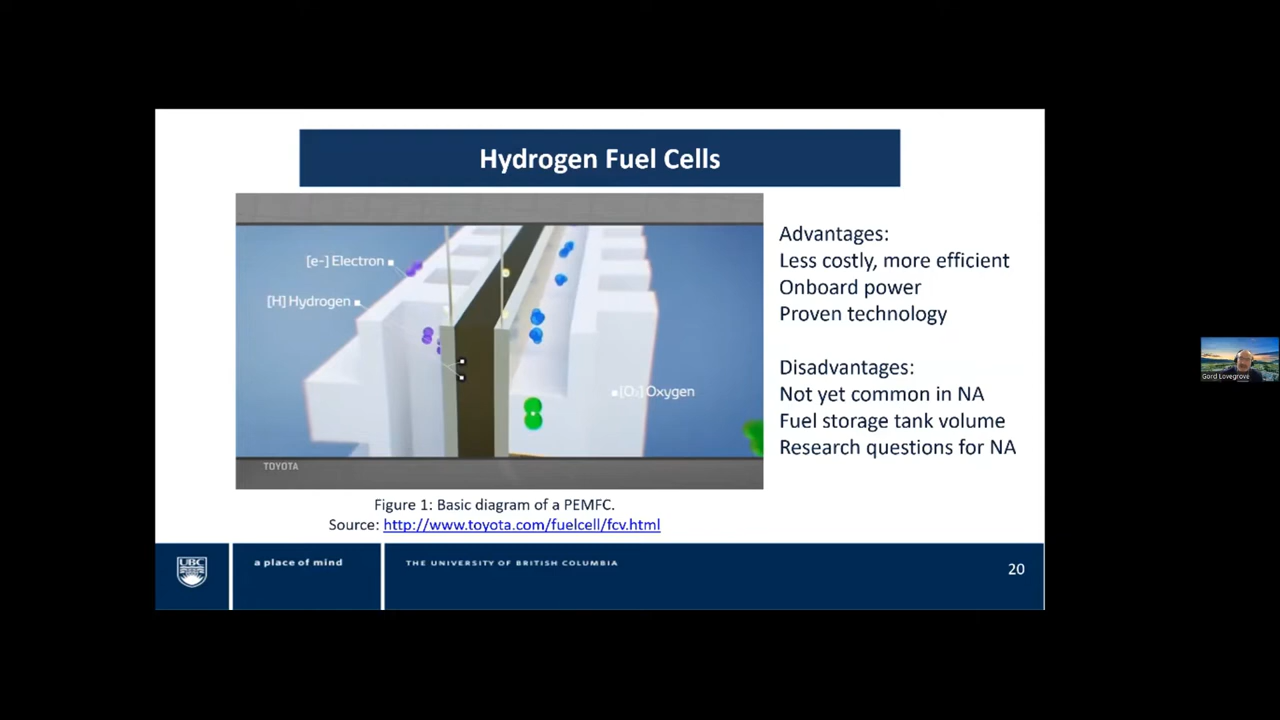 Hydrogen Fuel Cells
[e-] Electron
[H] Hydrogen
[O₂] Oxygen
TOYOTA
Figure 1: Basic diagram of a PEMFC.
Source: http://www.toyota.com/fuelcell/fcv.html
Advantages:
Less costly, more efficient
Onboard power
Proven technology
Disadvantages:
Not yet common in NA
Fuel storage tank volume
Research questions for NA
UBC
a place of mind
THE UNIVERSITY OF BRITISH COLUMBIA
20
Gord Lovegrove